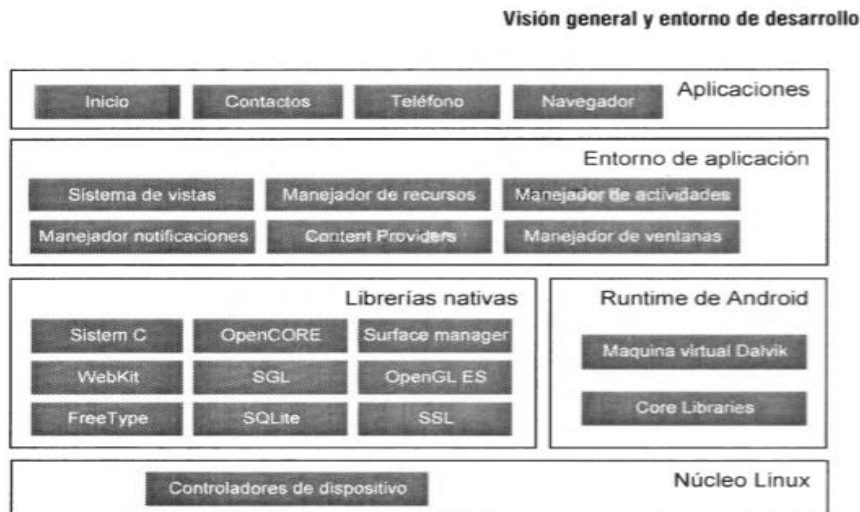 Visión general y entorno de desarrollo
Aplicaciones
Inicio
Contactos
Teléfono
Navegador
Entorno de aplicación
Sistema de vistas
Manejador de recursos
Manejador de actividades
Manejador notificaciones
Content Providers
Manejador de ventanas
Librerías nativas
Sistem C
OpenCORE
Surface manager
WebKit
SGL
OpenGL ES
FreeType
SQLite
SSL
Runtime de Android
Maquina virtual Dalvik
Core Libraries
Núcleo Linux
Controladores de dispositivo